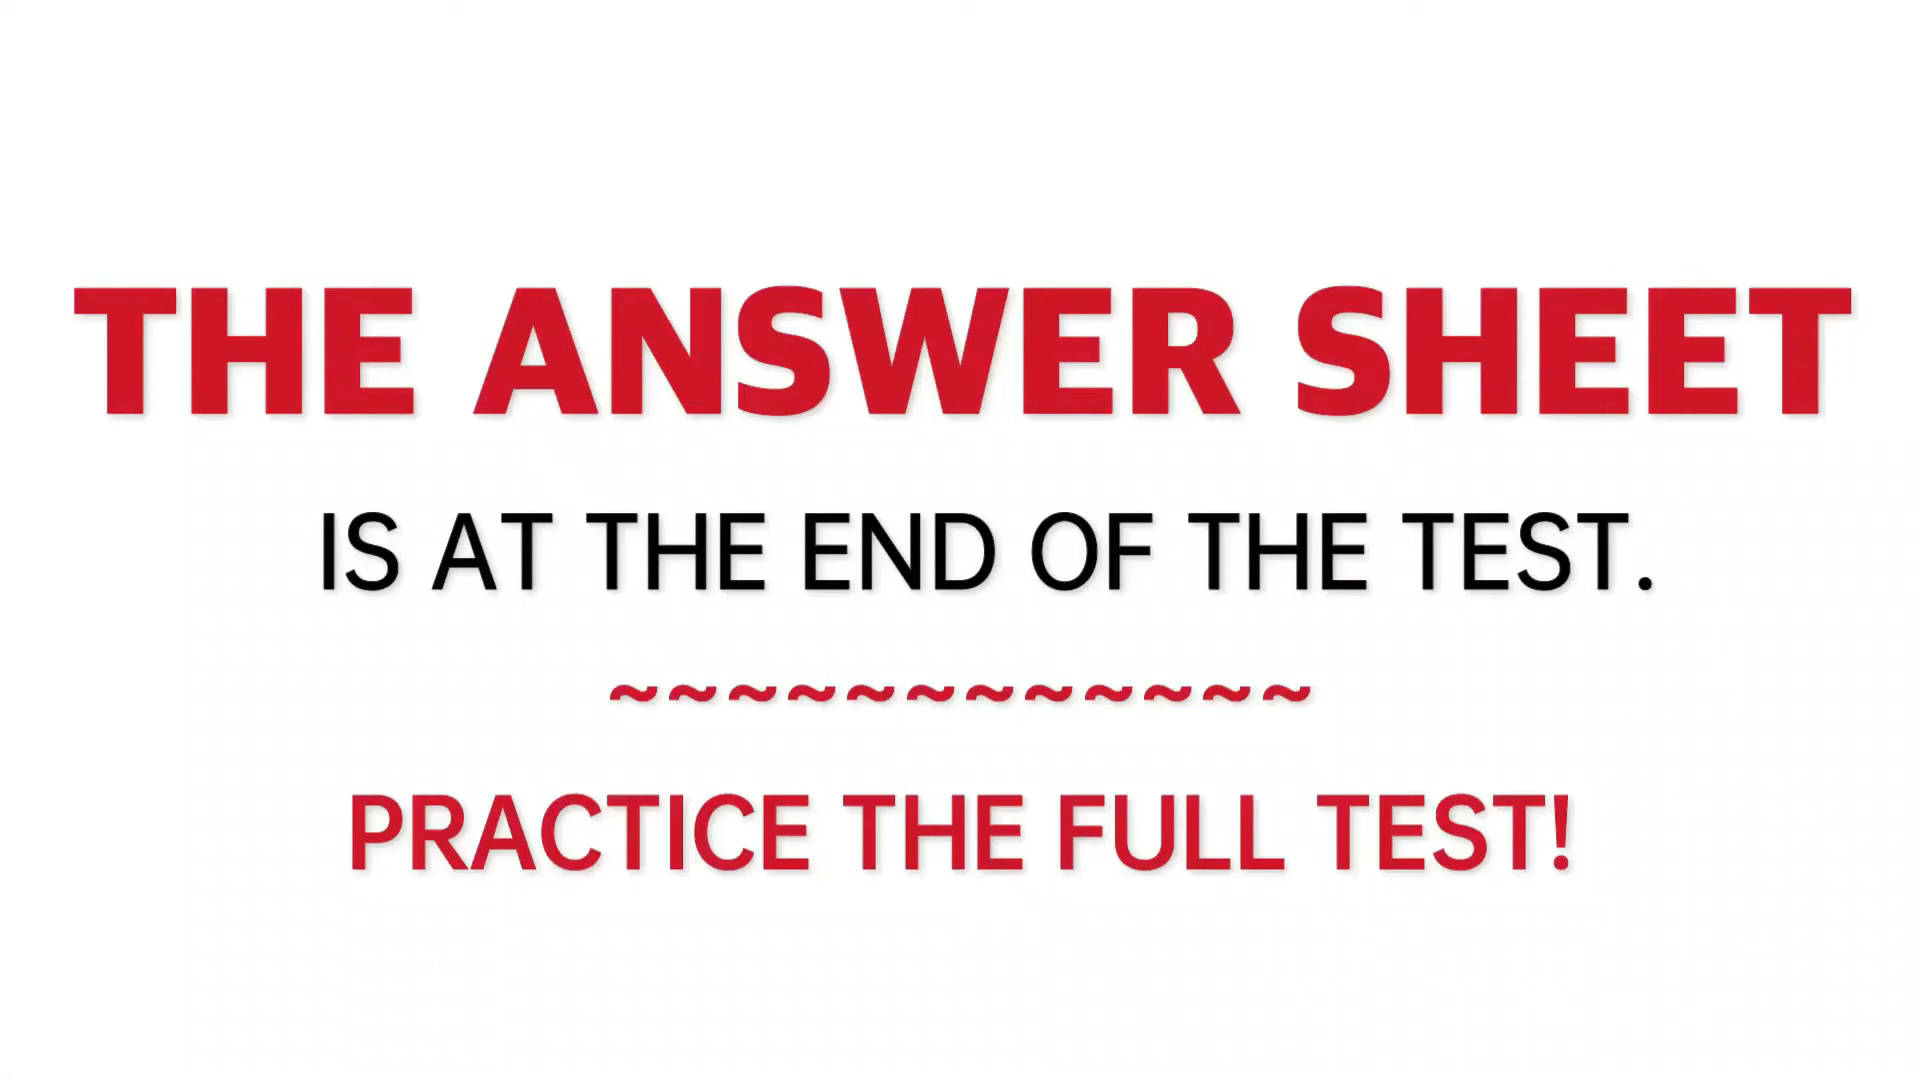 THE ANSWER SHEET
IS AT THE END OF THE TEST.
~~~~~~~~~~~~
PRACTICE THE FULL TEST!